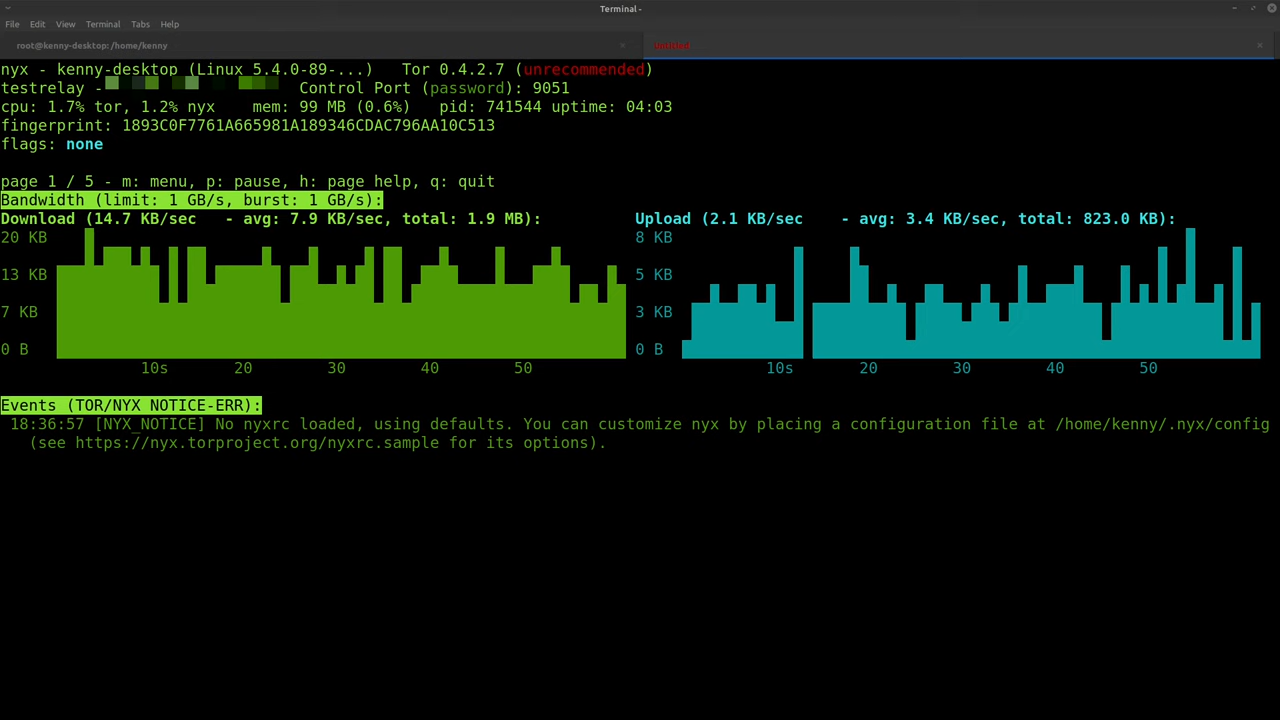 Terminal -
File Edit View Terminal Tabs Help
root@kenny-desktop: /home/kenny × Untitled ×
nyx - kenny-desktop (Linux 5.4.0-89-...) Tor 0.4.2.7 (unrecommended)
testrelay - Control Port (password): 9051
cpu: 1.7% tor, 1.2% nyx mem: 99 MB (0.6%) pid: 741544 uptime: 04:03
fingerprint: 1893C0F7761A665981A189346CDAC796AA10C513
flags: none
page 1 / 5 - m: menu, p: pause, h: page help, q: quit
Bandwidth (limit: 1 GB/s, burst: 1 GB/s):
Download (14.7 KB/sec - avg: 7.9 KB/sec, total: 1.9 MB): Upload (2.1 KB/sec - avg: 3.4 KB/sec, total: 823.0 KB):
20 KB 8 KB
13 KB 5 KB
7 KB 3 KB
0 B 0 B
10s 20 30 40 50 10s 20 30 40 50
Events (TOR/NYX NOTICE-ERR):
18:36:57 [NYX_NOTICE] No nyxrc loaded, using defaults. You can customize nyx by placing a configuration file at /home/kenny/.nyx/config
(see https://nyx.torproject.org/nyxrc.sample for its options).